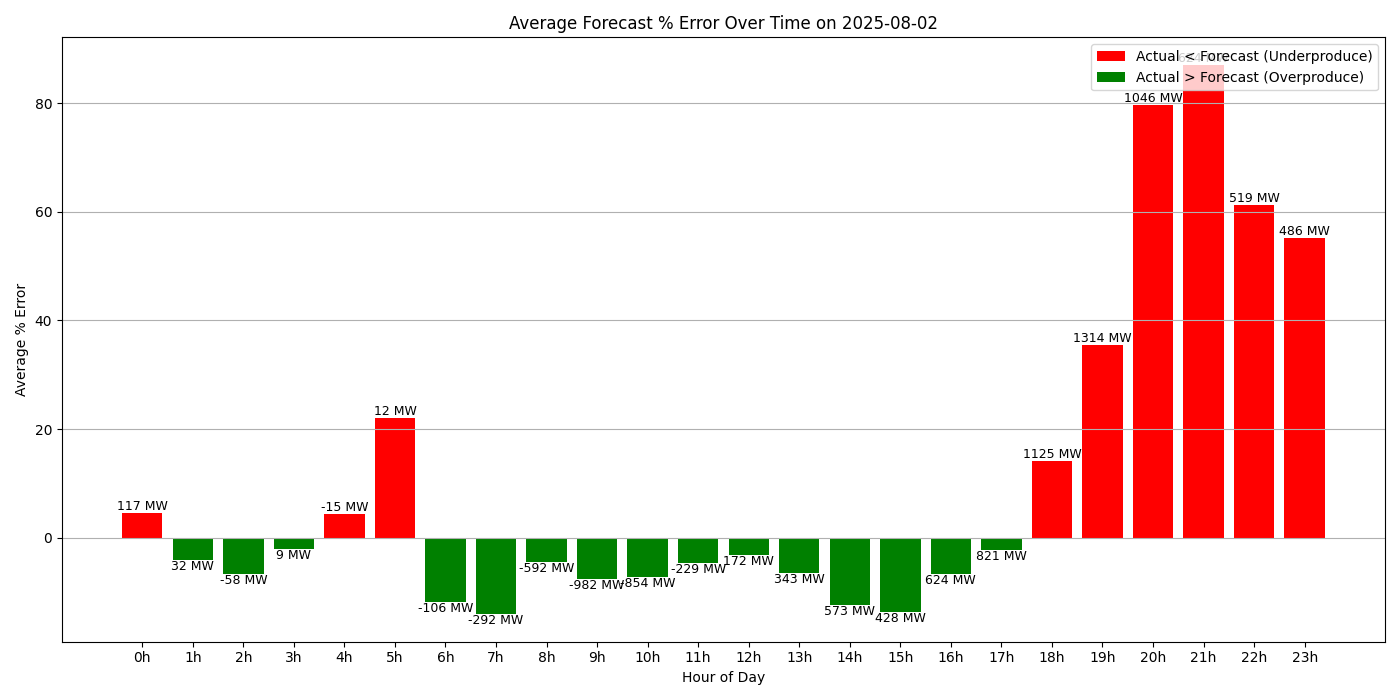 Average Forecast % Error Over Time on 2025-08-02
Actual < Forecast (Underproduce)
Actual > Forecast (Overproduce)
Average % Error
80
60
40
20
0
117 MW
32 MW
-58 MW
9 MW
-15 MW
12 MW
-106 MW
-292 MW
-592 MW
-982 MW
-854 MW
-229 MW
172 MW
343 MW
573 MW
428 MW
624 MW
821 MW
1125 MW
1314 MW
1046 MW
519 MW
486 MW
0h 1h 2h 3h 4h 5h 6h 7h 8h 9h 10h 11h 12h 13h 14h 15h 16h 17h 18h 19h 20h 21h 22h 23h
Hour of Day